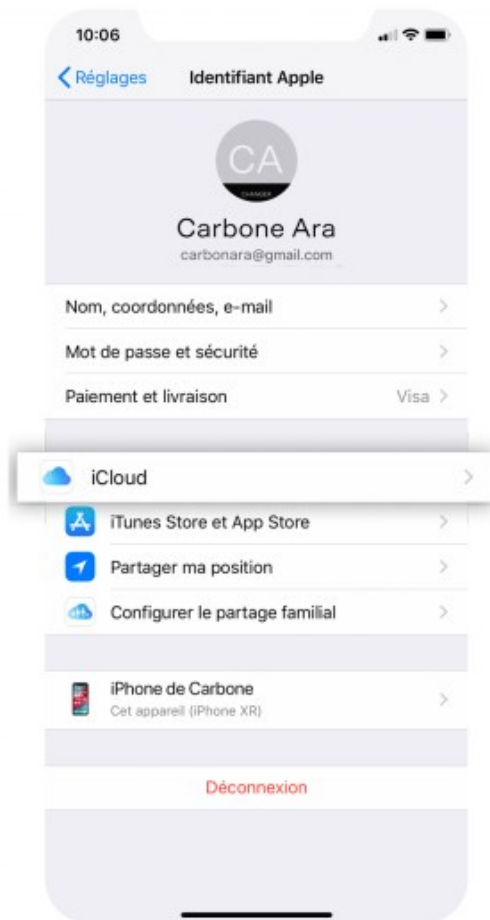 10:06
Réglages
Identifiant Apple
CA
CHANGER
Carbone Ara
carbonara@gmail.com
Nom, coordonnées, e-mail
Mot de passe et sécurité
Paiement et livraison Visa
iCloud
iTunes Store et App Store
Partager ma position
Configurer le partage familial
iPhone de Carbone
Cet appareil (iPhone XR)
Déconnexion